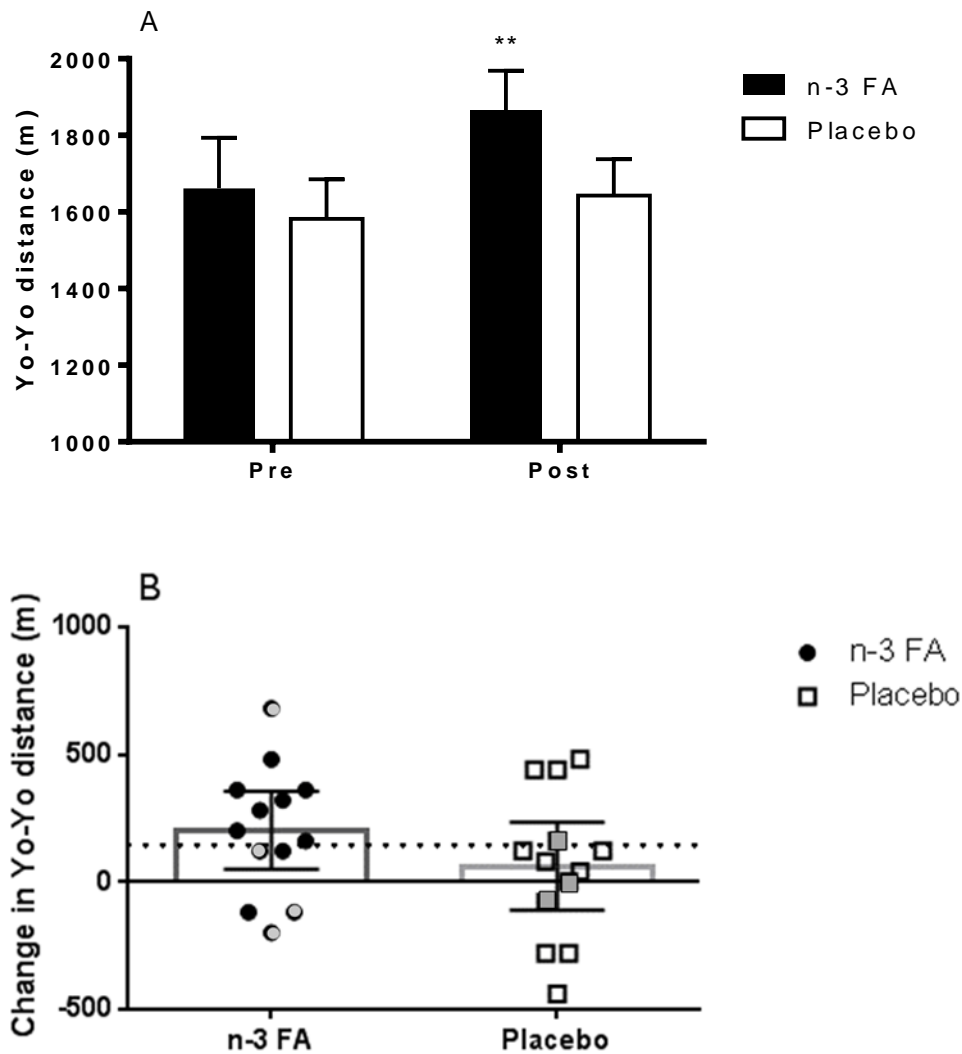 A
**
2000
1800
1600
1400
1200
1000
Yo-Yo distance (m)
Pre
Post
n-3 FA
Placebo
B
1000
500
0
-500
Change in Yo-Yo distance (m)
n-3 FA
Placebo
n-3 FA
Placebo